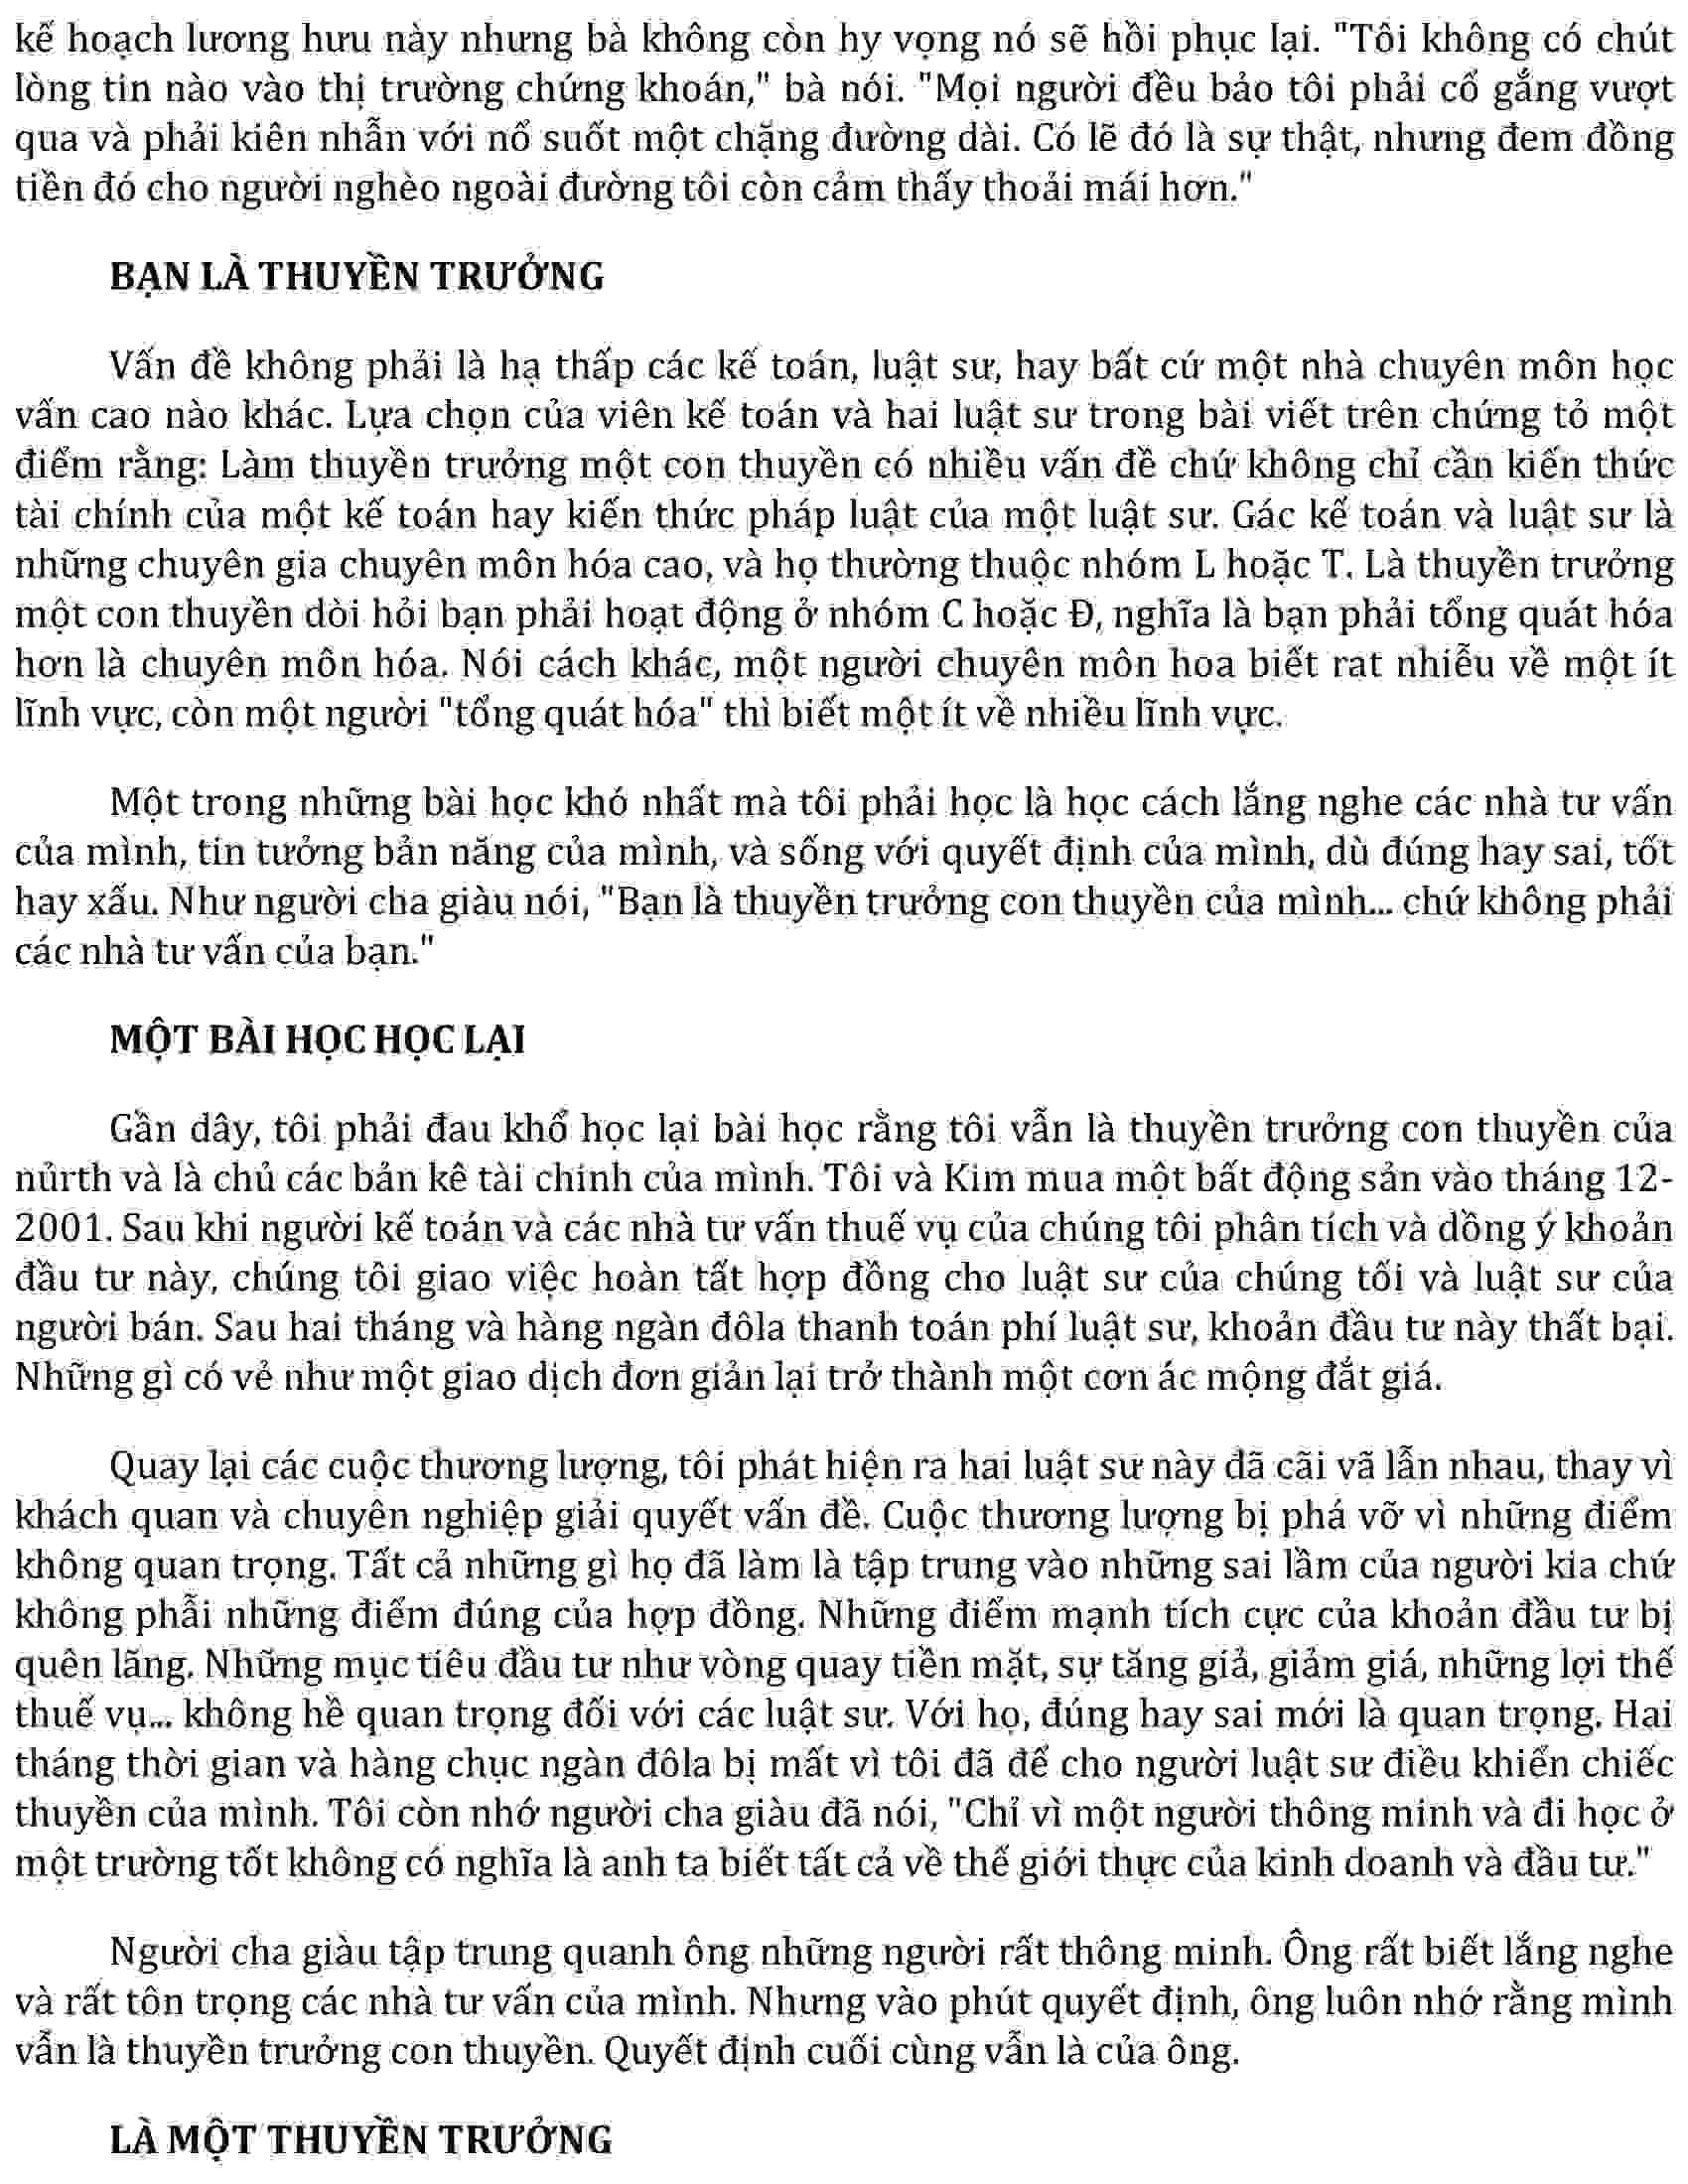 kế hoạch lương hưu này nhưng bà không còn hy vọng nó sẽ hồi phục lại. "Tôi không có chút
lòng tin nào vào thị trường chứng khoán," bà nói. "Mọi người đều bảo tôi phải cố gắng vượt
qua và phải kiên nhẫn với nổ suốt một chặng đường dài. Có lẽ đó là sự thật, nhưng đem đồng
tiền đó cho người nghèo ngoài đường tôi còn cảm thấy thoải mái hơn."
BẠN LÀ THUYỀN TRƯỞNG
Vấn đề không phải là hạ thấp các kế toán, luật sư, hay bất cứ một nhà chuyên môn học
vấn cao nào khác. Lựa chọn của viên kế toán và hai luật sư trong bài viết trên chứng tỏ một
điểm rằng: Làm thuyền trưởng một con thuyền có nhiều vấn đề chứ không chỉ cần kiến thức
tài chính của một kế toán hay kiến thức pháp luật của một luật sư. Gác kế toán và luật sư là
những chuyên gia chuyên môn hóa cao, và họ thường thuộc nhóm L hoặc T. Là thuyền trưởng
một con thuyền dòi hỏi bạn phải hoạt động ở nhóm C hoặc Đ, nghĩa là bạn phải tổng quát hóa
hơn là chuyên môn hóa. Nói cách khác, một người chuyên môn hoa biết rat nhiễu về một ít
lĩnh vực, còn một người "tổng quát hóa" thì biết một ít về nhiều lĩnh vực.
Một trong những bài học khó nhất mà tôi phải học là học cách lắng nghe các nhà tư vấn
của mình, tin tưởng bản năng của mình, và sống với quyết định của mình, dù đúng hay sai, tốt
hay xấu. Như người cha giàu nói, "Bạn là thuyền trưởng con thuyền của mình... chứ không phải
các nhà tư vấn của bạn."
MỘT BÀI HỌC HỌC LẠI
Gần dây, tôi phải đau khổ học lại bài học rằng tôi vẫn là thuyền trưởng con thuyền của
nủrth và là chủ các bản kê tài chính của mình. Tôi và Kim mua một bất động sản vào tháng 12-
2001. Sau khi người kế toán và các nhà tư vấn thuế vụ của chúng tôi phân tích và dồng ý khoản
đầu tư này, chúng tôi giao việc hoàn tất hợp đồng cho luật sư của chúng tối và luật sư của
người bán. Sau hai tháng và hàng ngàn đôla thanh toán phí luật sư, khoản đầu tư này thất bại.
Những gì có vẻ như một giao dịch đơn giản lại trở thành một cơn ác mộng đắt giá.
Quay lại các cuộc thương lượng, tôi phát hiện ra hai luật sư này đã cãi vã lẫn nhau, thay vì
khách quan và chuyên nghiệp giải quyết vấn đề. Cuộc thương lượng bị phá vỡ vì những điểm
không quan trọng. Tất cả những gì họ đã làm là tập trung vào những sai lầm của người kia chứ
không phẫi những điểm đúng của hợp đồng. Những điểm mạnh tích cực của khoản đầu tư bị
quên lãng. Những mục tiêu đầu tư như vòng quay tiền mặt, sự tăng giả, giảm giá, những lợi thế
thuế vụ... không hề quan trọng đối với các luật sư. Với họ, đúng hay sai mới là quan trọng. Hai
tháng thời gian và hàng chục ngàn đôla bị mất vì tôi đã để cho người luật sư điều khiển chiếc
thuyền của mình. Tôi còn nhớ người cha giàu đã nói, "Chỉ vì một người thông minh và đi học ở
một trường tốt không có nghĩa là anh ta biết tất cả về thế giới thực của kinh doanh và đầu tư."
Người cha giàu tập trung quanh ông những người rất thông minh. Ông rất biết lắng nghe
và rất tôn trọng các nhà tư vấn của mình. Nhưng vào phút quyết định, ông luôn nhớ rằng mình
vẫn là thuyền trưởng con thuyền. Quyết định cuối cùng vẫn là của ông.
LÀ MỘT THUYỀN TRƯỞNG